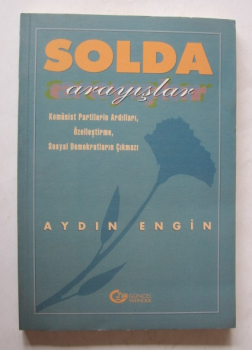 SOLDA
arayışlar
Komünist Partilerin Ardılları,
Özelleştirme,
Sosyal Demokratların Çıkmazı
AYDIN ENGİN